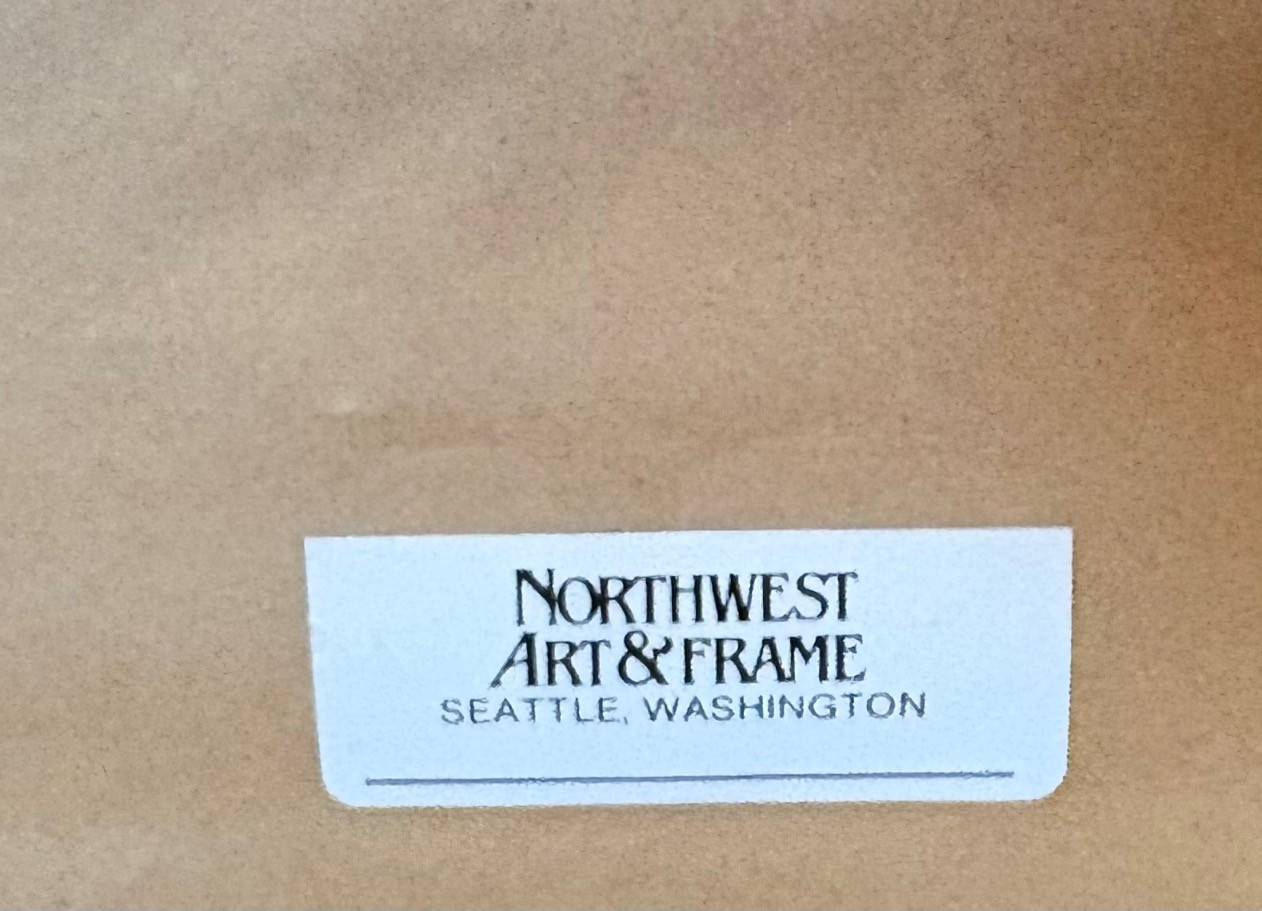 NORTHWEST
ART & FRAME
SEATTLE, WASHINGTON